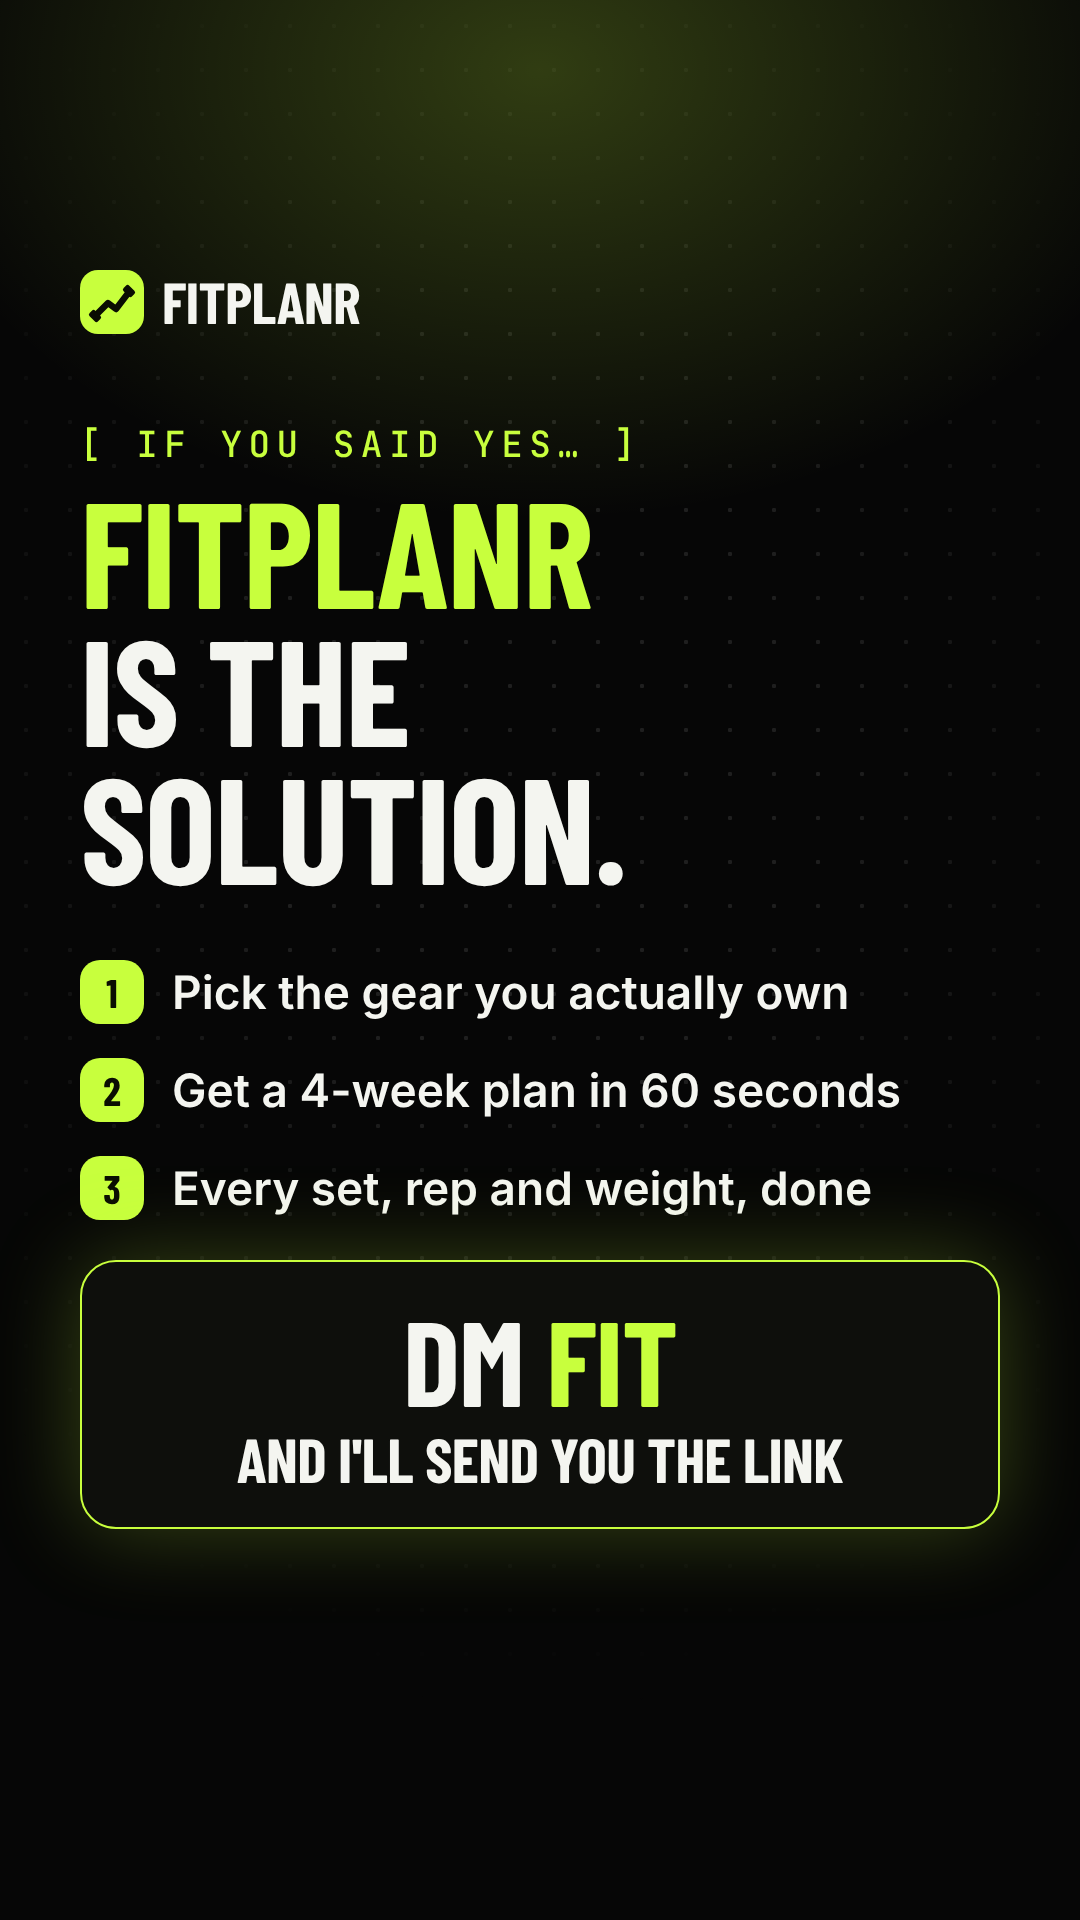 FITPLANR
[ IF YOU SAID YES… ]
FITPLANR
IS THE
SOLUTION.
1 Pick the gear you actually own
2 Get a 4-week plan in 60 seconds
3 Every set, rep and weight, done
DM FIT
AND I'LL SEND YOU THE LINK